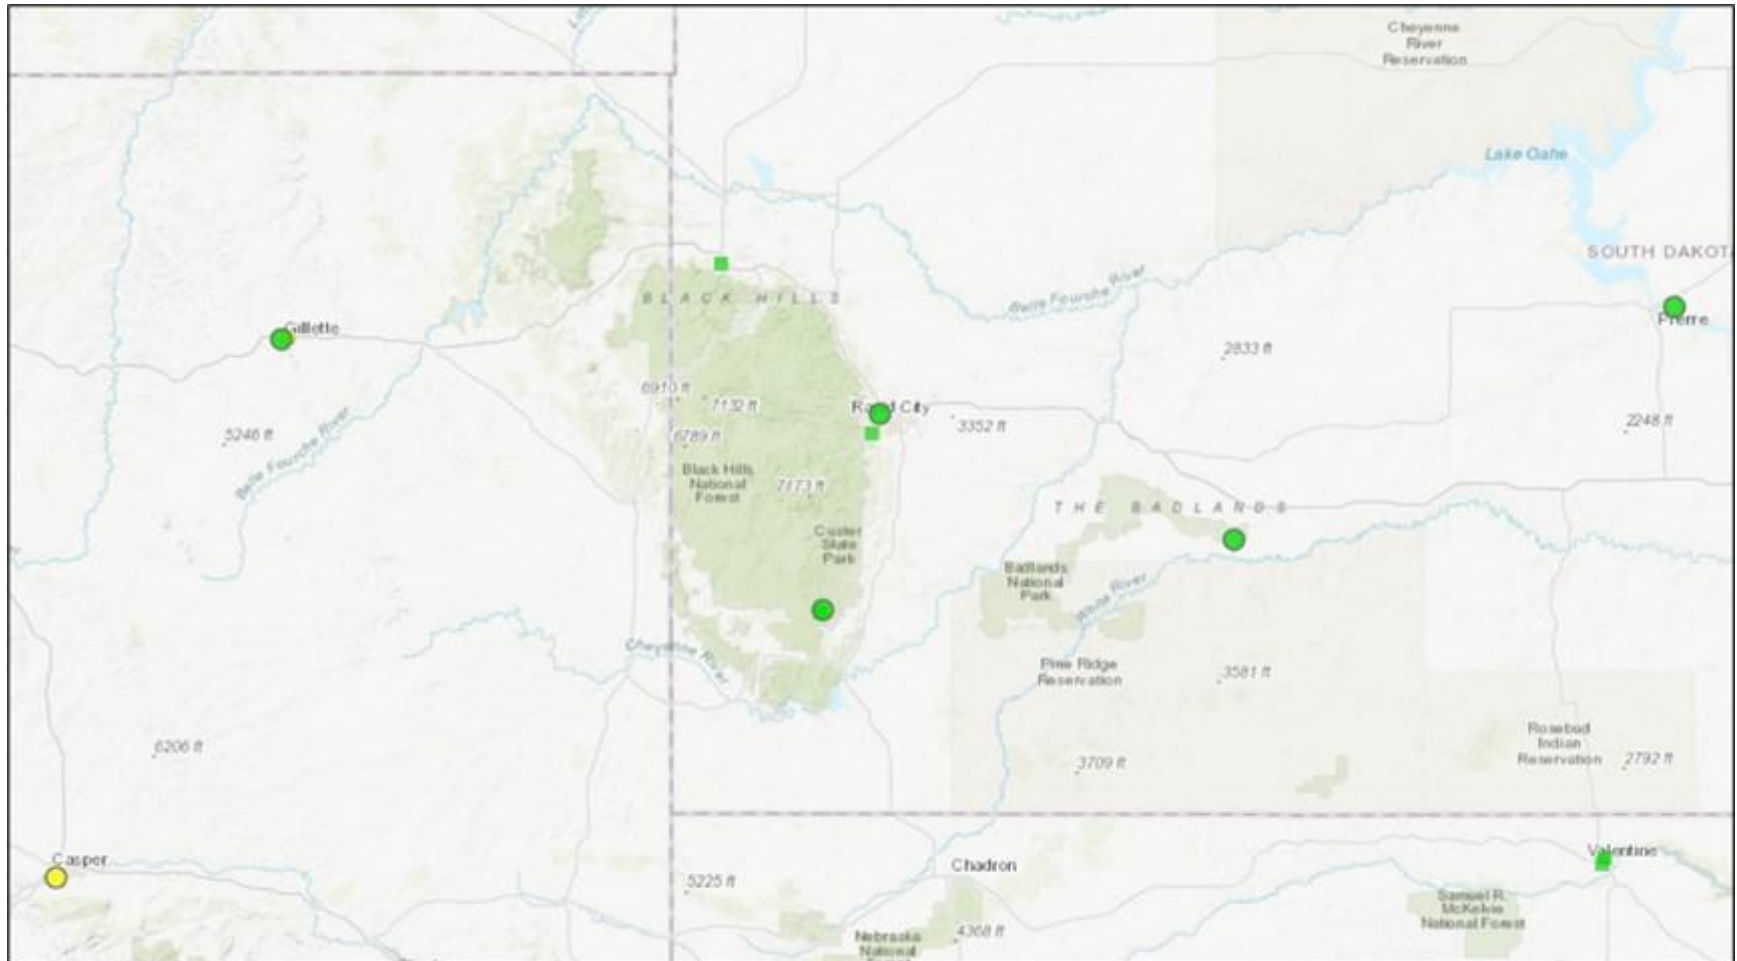 Cheyenne
River
Reservation
Lake Oahe
SOUTH DAKOTA
BLACK HILLS
Belle Fourche River
Gillette
Pierre
2833 ft
6910 ft
7132 ft
Rapid City
3352 ft
2248 ft
5246 ft
6789 ft
Belle Fourche River
Black Hills
National
Forest
THE BADLANDS
Custer
State
Park
Badlands
National
Park
White River
Cheyenne River
Pine Ridge
Reservation
3581 ft
6206 ft
3709 ft
Rosebud
Indian
Reservation
2792 ft
Casper
Chadron
Valentine
5225 ft
Samuel R.
McKelvie
National Forest
4368 ft
Nebraska
National